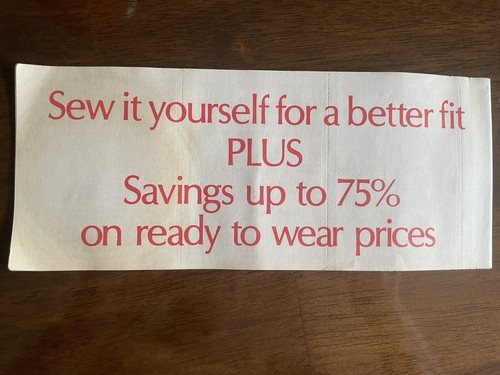 Sew it yourself for a better fit
PLUS
Savings up to 75%
on ready to wear prices